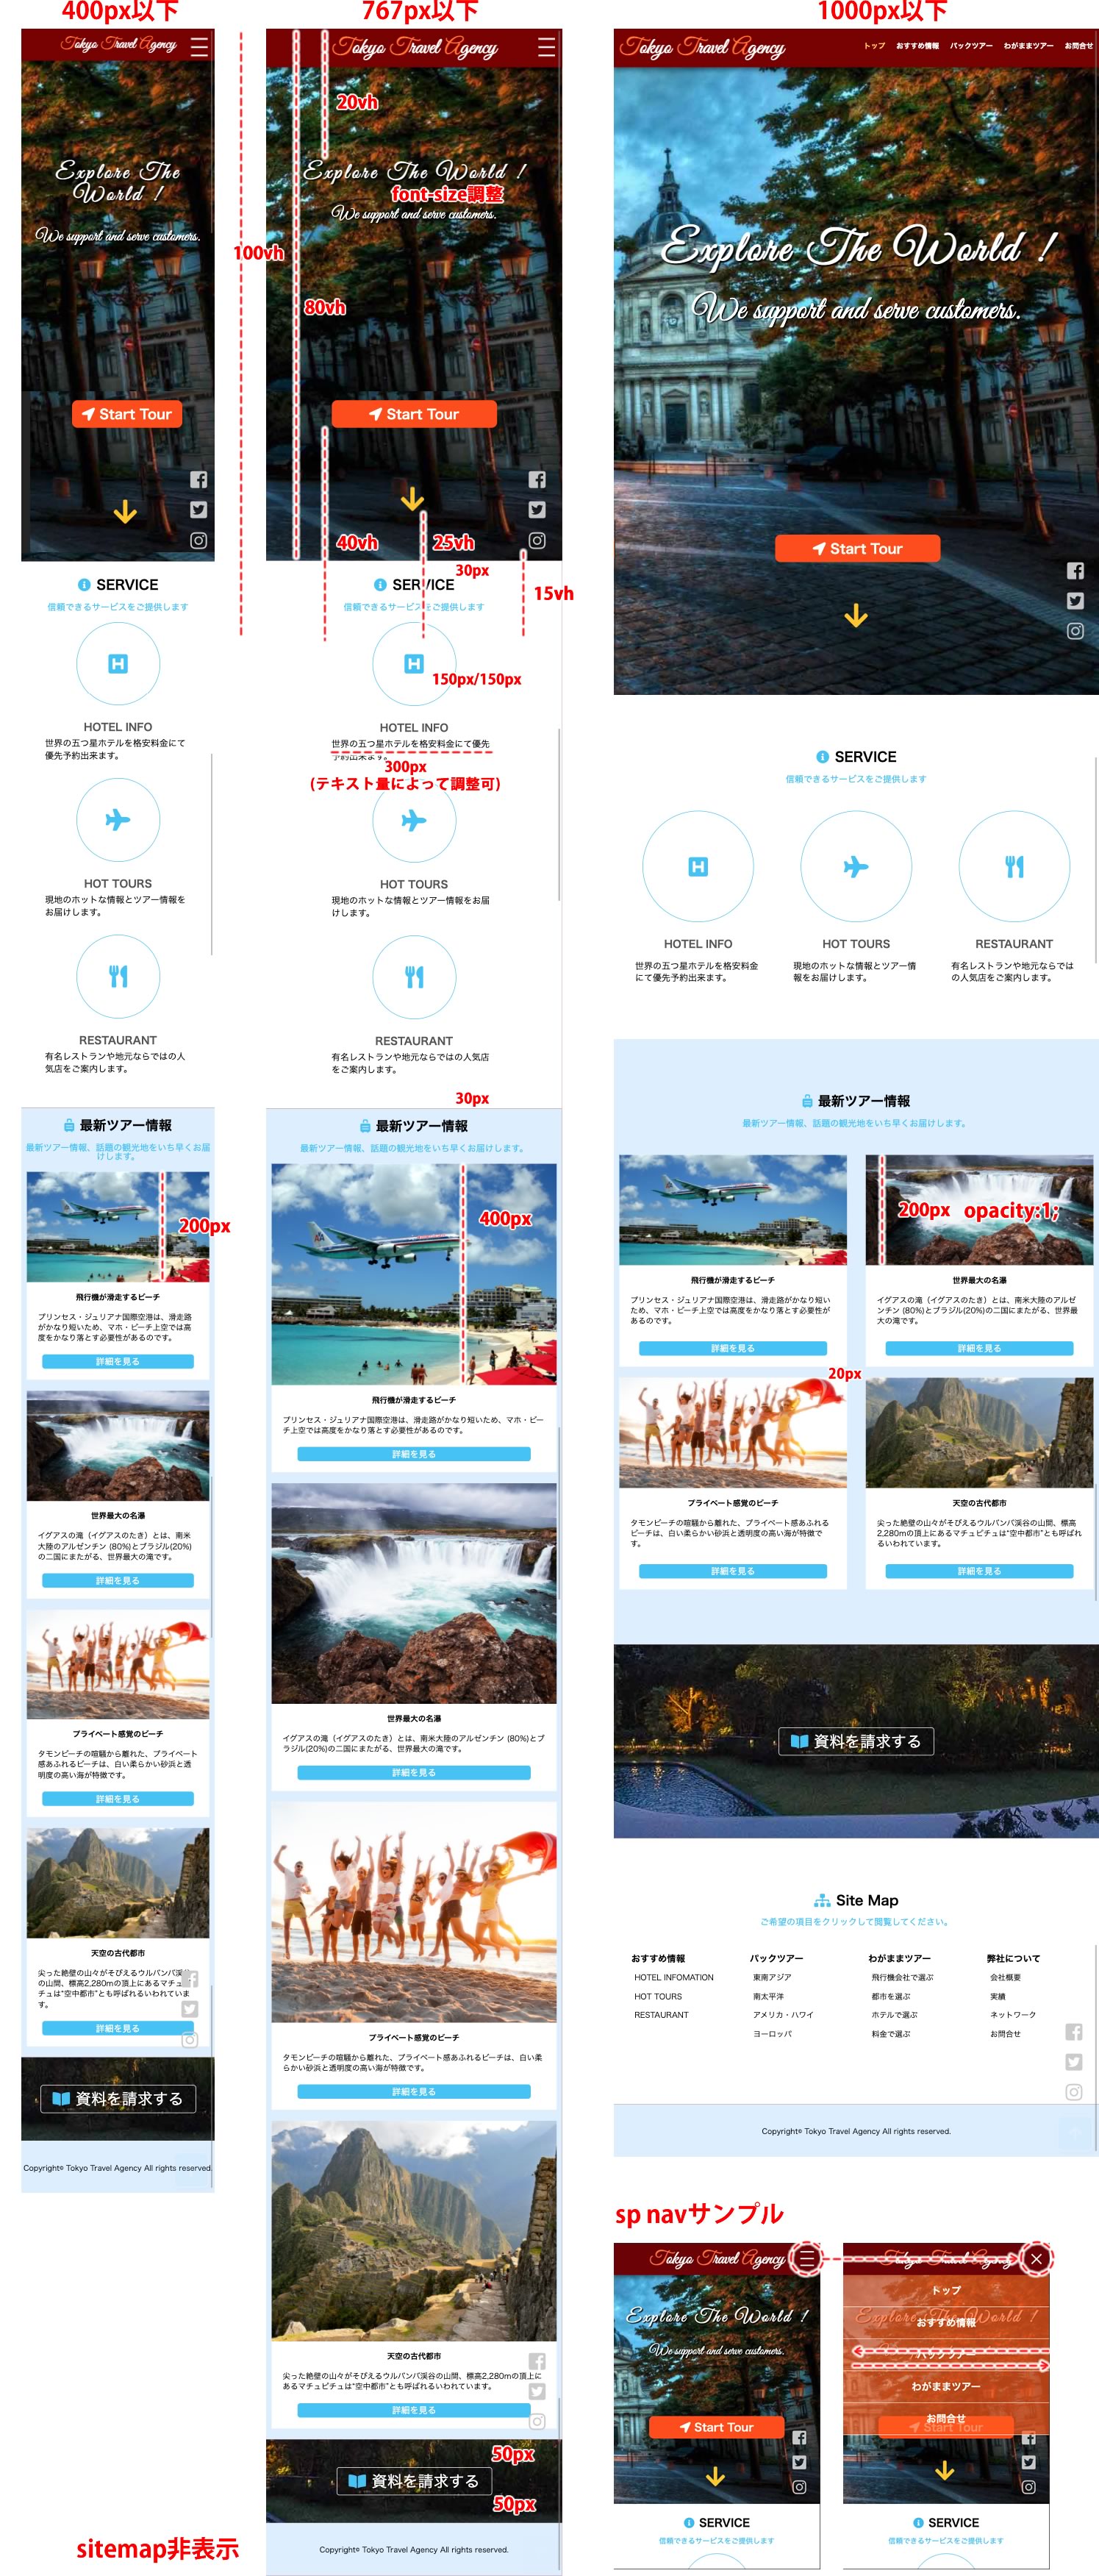 400px以下
Tokyo Travel Agency
Explore The
World !
We support and serve customers.
Start Tour
SERVICE
信頼できるサービスをご提供します
HOTEL INFO
世界の五つ星ホテルを格安料金にて
優先予約出来ます。
HOT TOURS
現地のホットな情報とツアー情報を
お届けします。
RESTAURANT
有名レストランや地元ならではの人
気店をご案内します。
最新ツアー情報
最新ツアー情報、話題の観光地をいち早くお届
けします。
200px
飛行機が滑走するビーチ
プリンセス・ジュリアナ国際空港は、滑走路
がかなり短いため、マホ・ビーチ上空では高
度をかなり落とす必要性があるのです。
詳細を見る
世界最大の名瀑
イグアスの滝（イグアスのたき）とは、南米
大陸のアルゼンチン (80%)とブラジル(20%)
の二国にまたがる、世界最大の滝です。
詳細を見る
プライベート感覚のビーチ
タモンビーチの喧騒から離れた、プライベート
感あふれるビーチは、白い柔らかい砂浜と透
明度の高い海が特徴です。
詳細を見る
天空の古代都市
尖った絶壁の山々がそびえるウルバンバ渓
の山間、標高2,280mの頂上にあるマチュ
チュは“空中都市”とも呼ばれるいわれていま
す。
詳細を見る
資料を請求する
Copyright© Tokyo Travel Agency All rights reserved.
sitemap非表示
767px以下
Tokyo Travel Agency
20vh
Explore The World !
font-size調整
We support and serve customers.
100vh
80vh
Start Tour
40vh
25vh
30px
15vh
SERVICE
信頼できるサービスをご提供します
150px/150px
HOTEL INFO
世界の五つ星ホテルを格安料金にて優先
予約出来ます。
300px
(テキスト量によって調整可)
HOT TOURS
現地のホットな情報とツアー情報をお届
けします。
RESTAURANT
有名レストランや地元ならではの人気店
をご案内します。
30px
最新ツアー情報
最新ツアー情報、話題の観光地をいち早くお届けします。
400px
飛行機が滑走するビーチ
プリンセス・ジュリアナ国際空港は、滑走路がかなり短いため、マホ・ビー
チ上空では高度をかなり落とす必要性があるのです。
詳細を見る
世界最大の名瀑
イグアスの滝（イグアスのたき）とは、南米大陸のアルゼンチン (80%)とブ
ラジル(20%)の二国にまたがる、世界最大の滝です。
詳細を見る
プライベート感覚のビーチ
タモンビーチの喧騒から離れた、プライベート感あふれるビーチは、白い柔
らかい砂浜と透明度の高い海が特徴です。
詳細を見る
天空の古代都市
尖った絶壁の山々がそびえるウルバンバ渓谷の山間、標高2,280mの頂上に
あるマチュピチュは“空中都市”とも呼ばれるいわれています。
詳細を見る
50px
資料を請求する
50px
Copyright© Tokyo Travel Agency All rights reserved.
1000px以下
Tokyo Travel Agency
トップ おすすめ情報 パックツアー わがままツアー お問合せ
Explore The World !
We support and serve customers.
Start Tour
SERVICE
信頼できるサービスをご提供します
HOTEL INFO
世界の五つ星ホテルを格安料金
にて優先予約出来ます。
HOT TOURS
現地のホットな情報とツアー情
報をお届けします。
RESTAURANT
有名レストランや地元ならでは
の人気店をご案内します。
最新ツアー情報
最新ツアー情報、話題の観光地をいち早くお届けします。
200px opacity:1;
飛行機が滑走するビーチ
プリンセス・ジュリアナ国際空港は、滑走路がかなり短い
ため、マホ・ビーチ上空では高度をかなり落とす必要性が
あるのです。
詳細を見る
世界最大の名瀑
イグアスの滝（イグアスのたき）とは、南米大陸のアルゼ
ンチン (80%)とブラジル(20%)の二国にまたがる、世界最
大の滝です。
詳細を見る
20px
プライベート感覚のビーチ
タモンビーチの喧騒から離れた、プライベート感あふれる
ビーチは、白い柔らかい砂浜と透明度の高い海が特徴で
す。
詳細を見る
天空の古代都市
尖った絶壁の山々がそびえるウルバンバ渓谷の山間、標高
2,280mの頂上にあるマチュピチュは“空中都市”とも呼ばれ
るいわれています。
詳細を見る
資料を請求する
Site Map
ご希望の項目をクリックして閲覧してください。
おすすめ情報
HOTEL INFOMATION
HOT TOURS
RESTAURANT
パックツアー
東南アジア
南太平洋
アメリカ・ハワイ
ヨーロッパ
わがままツアー
飛行機会社で選ぶ
都市を選ぶ
ホテルで選ぶ
料金で選ぶ
弊社について
会社概要
実績
ネットワーク
お問合せ
Copyright© Tokyo Travel Agency All rights reserved.
sp navサンプル
Tokyo Travel Agency
Explore The World !
We support and serve customers.
Start Tour
SERVICE
信頼できるサービスをご提供します
Tokyo Travel Agency
トップ
Explore The World !
おすすめ情報
パックツアー
わがままツアー
お問合せ
Start Tour
SERVICE
信頼できるサービスをご提供します